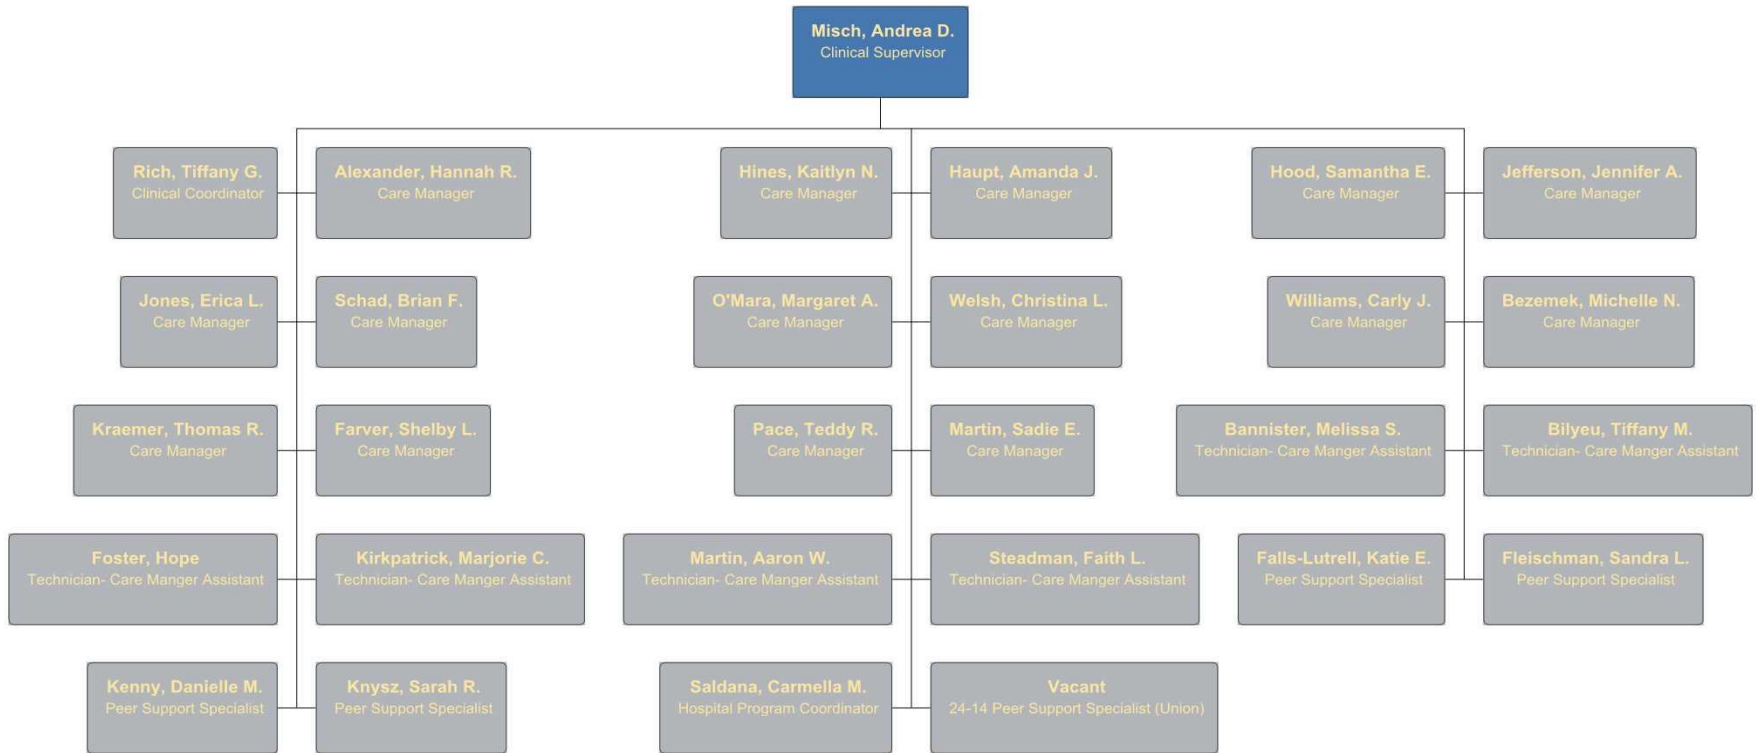 Misch, Andrea D.
Clinical Supervisor
Rich, Tiffany G.
Clinical Coordinator
Alexander, Hannah R.
Care Manager
Hines, Kaitlyn N.
Care Manager
Haupt, Amanda J.
Care Manager
Hood, Samantha E.
Care Manager
Jefferson, Jennifer A.
Care Manager
Jones, Erica L.
Care Manager
Schad, Brian F.
Care Manager
O'Mara, Margaret A.
Care Manager
Welsh, Christina L.
Care Manager
Williams, Carly J.
Care Manager
Bezemek, Michelle N.
Care Manager
Kraemer, Thomas R.
Care Manager
Farver, Shelby L.
Care Manager
Pace, Teddy R.
Care Manager
Martin, Sadie E.
Care Manager
Bannister, Melissa S.
Technician- Care Manger Assistant
Bilyeu, Tiffany M.
Technician- Care Manger Assistant
Foster, Hope
Technician- Care Manger Assistant
Kirkpatrick, Marjorie C.
Technician- Care Manger Assistant
Martin, Aaron W.
Technician- Care Manger Assistant
Steadman, Faith L.
Technician- Care Manger Assistant
Falls-Lutrell, Katie E.
Peer Support Specialist
Fleischman, Sandra L.
Peer Support Specialist
Kenny, Danielle M.
Peer Support Specialist
Knysz, Sarah R.
Peer Support Specialist
Saldana, Carmella M.
Hospital Program Coordinator
Vacant
24-14 Peer Support Specialist (Union)